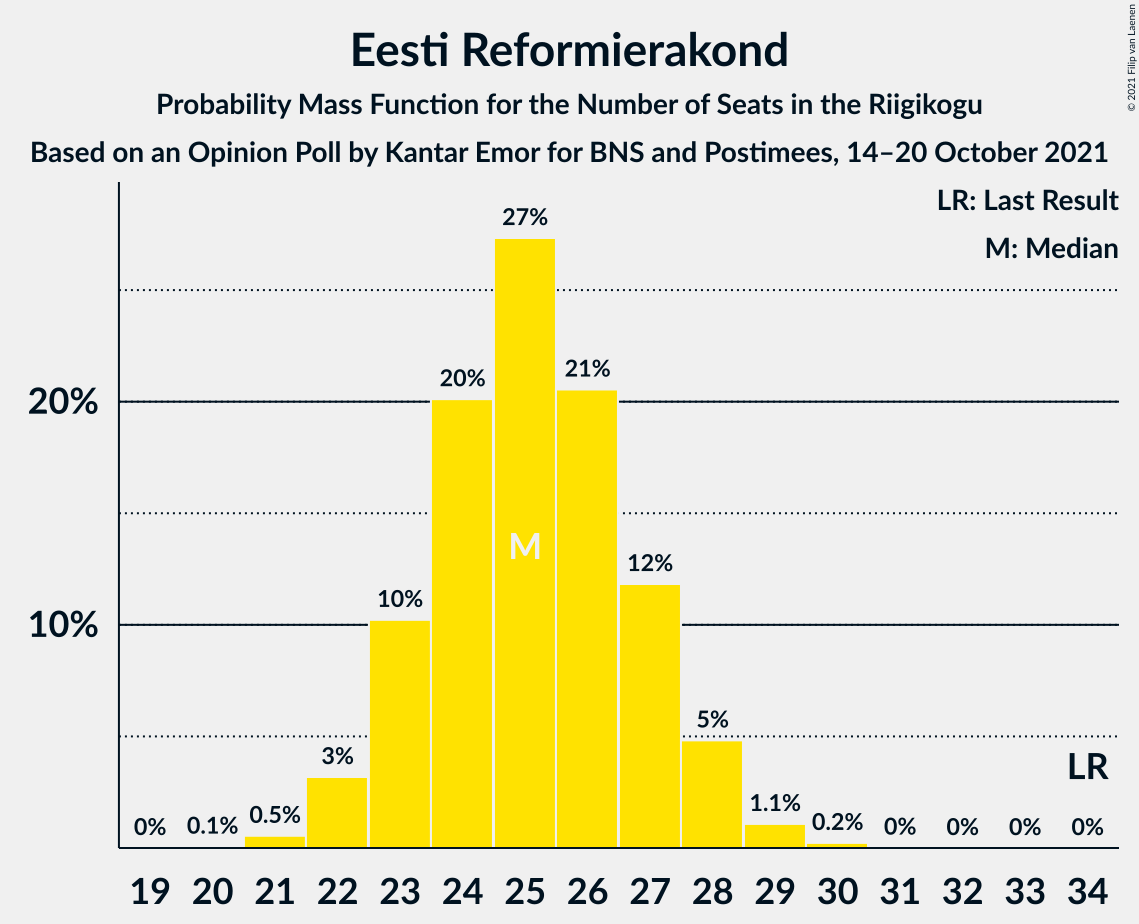 Eesti Reformierakond
Probability Mass Function for the Number of Seats in the Riigikogu
Based on an Opinion Poll by Kantar Emor for BNS and Postimees, 14–20 October 2021
© 2021 Filip van Laenen
LR: Last Result
M: Median
27%
21%
20%
20%
M
12%
10%
10%
5%
3%
LR
1.1%
0.5%
0.2%
0% 0.1% 0% 0% 0% 0%
19 20 21 22 23 24 25 26 27 28 29 30 31 32 33 34